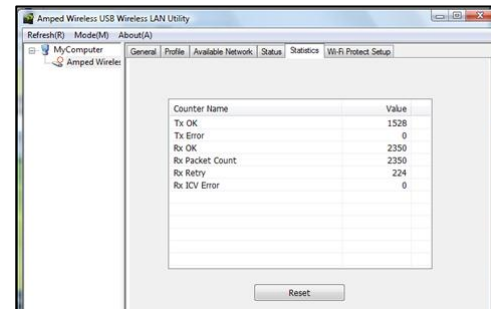 Amped Wireless USB Wireless LAN Utility
Refresh(R) Mode(M) About(A)
MyComputer
Amped Wireles
General Profile Available Network Status Statistics Wi-Fi Protect Setup
Counter Name Value
Tx OK 1528
Tx Error 0
Rx OK 2350
Rx Packet Count 2350
Rx Retry 224
Rx ICV Error 0
Reset